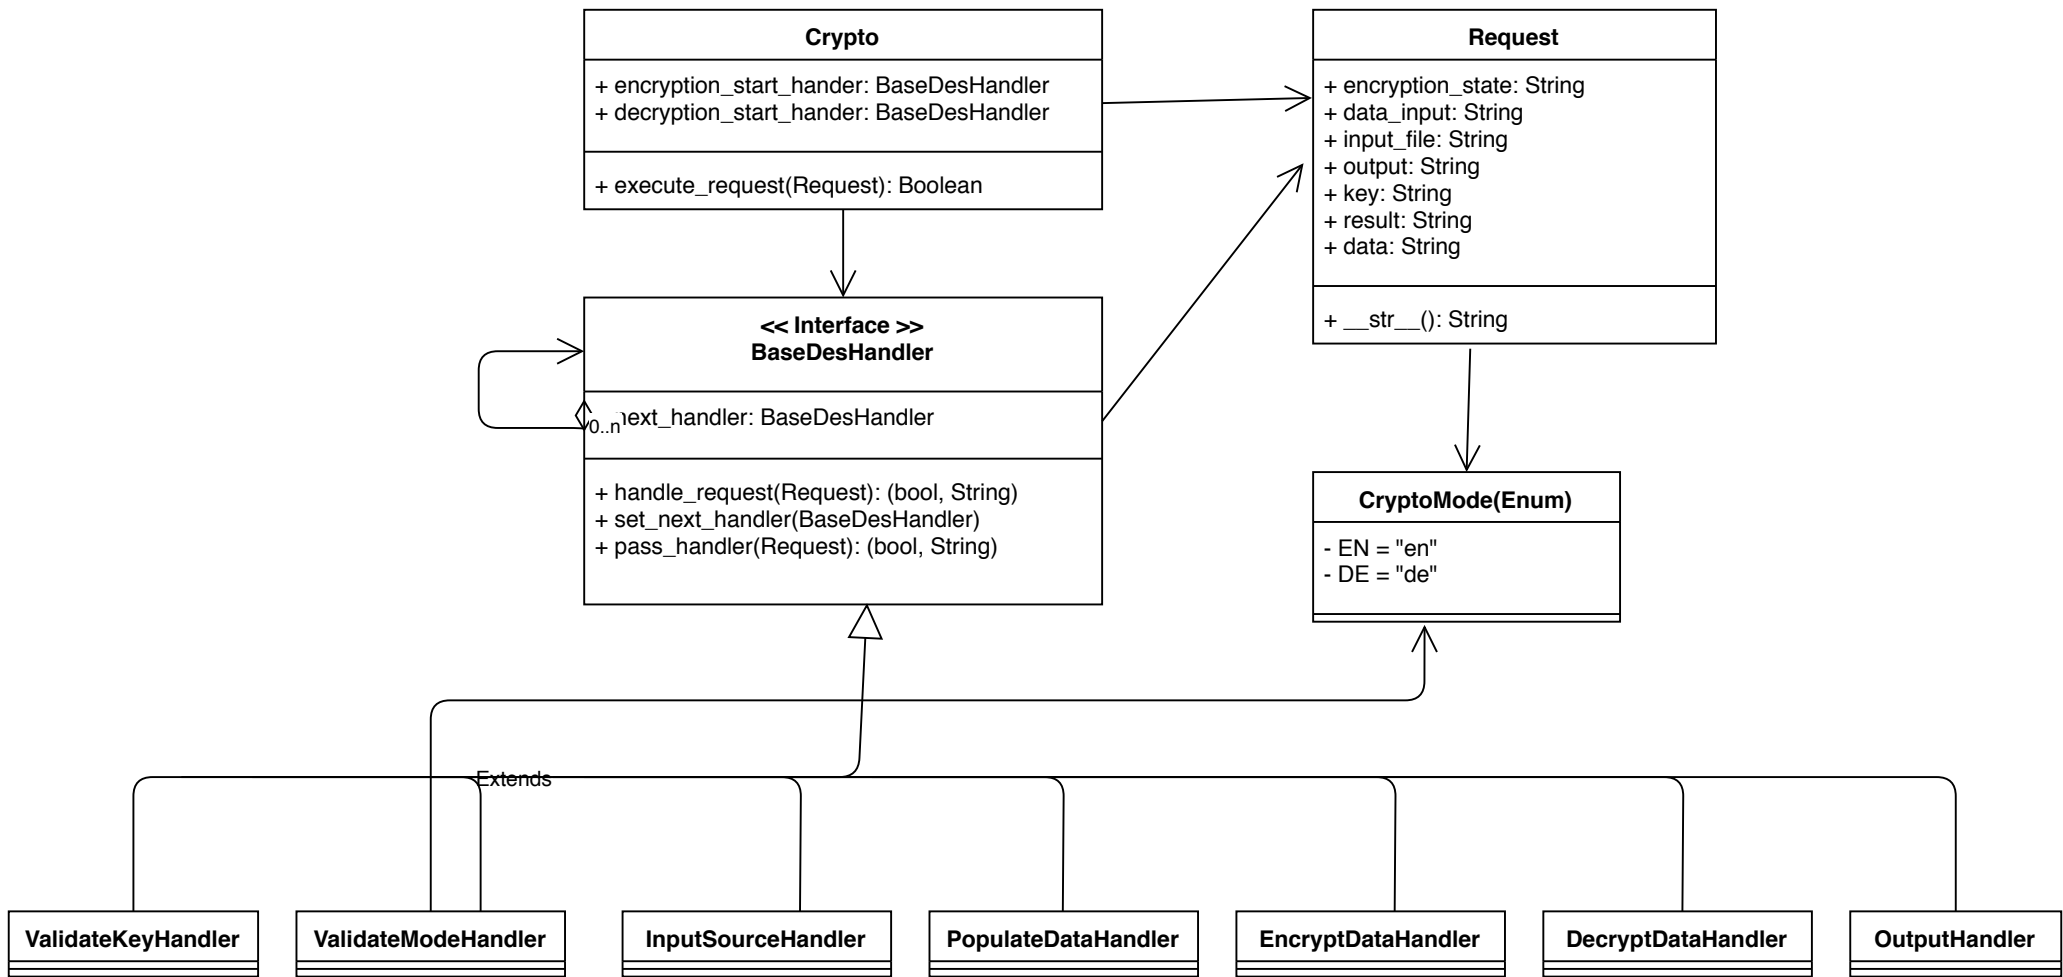 Crypto
+ encryption_start_hander: BaseDesHandler
+ decryption_start_hander: BaseDesHandler
+ execute_request(Request): Boolean
Request
+ encryption_state: String
+ data_input: String
+ input_file: String
+ output: String
+ key: String
+ result: String
+ data: String
+ __str__(): String
<< Interface >>
BaseDesHandler
0..n
next_handler: BaseDesHandler
+ handle_request(Request): (bool, String)
+ set_next_handler(BaseDesHandler)
+ pass_handler(Request): (bool, String)
CryptoMode(Enum)
- EN = "en"
- DE = "de"
Extends
ValidateKeyHandler
ValidateModeHandler
InputSourceHandler
PopulateDataHandler
EncryptDataHandler
DecryptDataHandler
OutputHandler